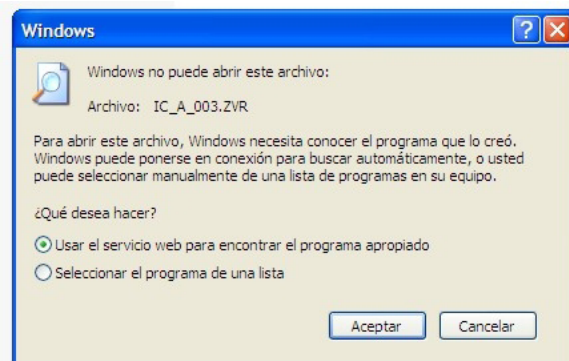 Windows
Windows no puede abrir este archivo:
Archivo: IC_A_003.ZVR
Para abrir este archivo, Windows necesita conocer el programa que lo creó.
Windows puede ponerse en conexión para buscar automáticamente, o usted
puede seleccionar manualmente de una lista de programas en su equipo.
¿Qué desea hacer?
Usar el servicio web para encontrar el programa apropiado
Seleccionar el programa de una lista
Aceptar Cancelar